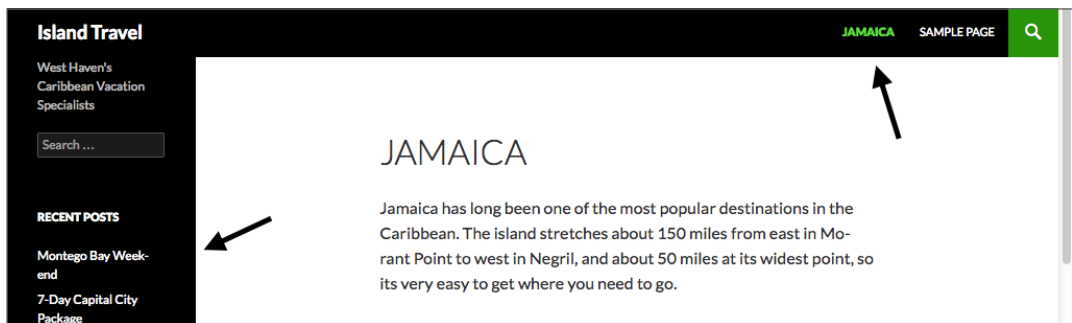 Island Travel
JAMAICA
SAMPLE PAGE
West Haven's
Caribbean Vacation
Specialists
Search ...
RECENT POSTS
Montego Bay Week-
end
7-Day Capital City
Package
JAMAICA
Jamaica has long been one of the most popular destinations in the
Caribbean. The island stretches about 150 miles from east in Mo-
rant Point to west in Negril, and about 50 miles at its widest point, so
its very easy to get where you need to go.